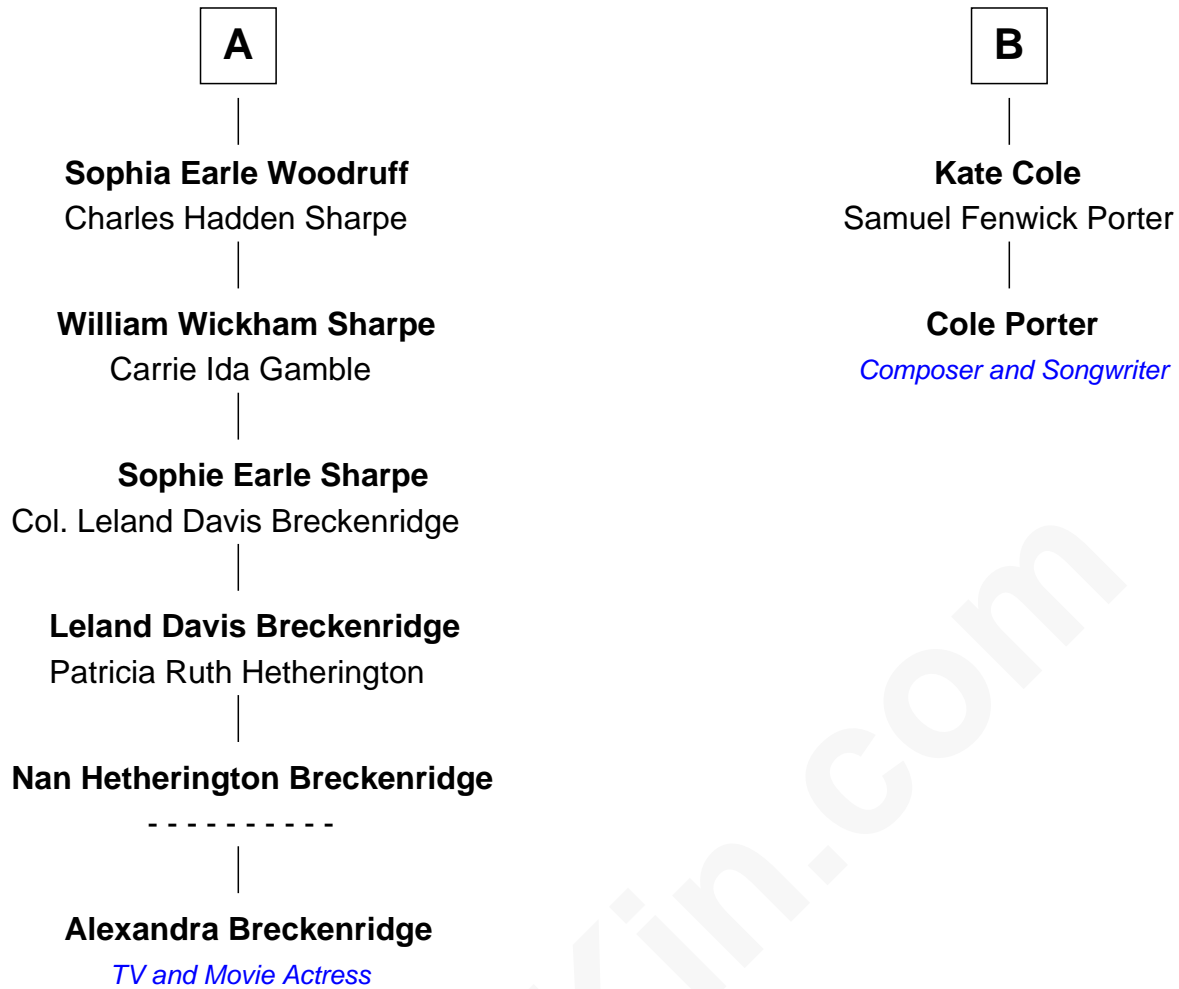 A
Sophia Earle Woodruff
Charles Hadden Sharpe
William Wickham Sharpe
Carrie Ida Gamble
Sophie Earle Sharpe
Col. Leland Davis Breckenridge
Leland Davis Breckenridge
Patricia Ruth Hetherington
Nan Hetherington Breckenridge
- - - - - - - - - -
Alexandra Breckenridge
TV and Movie Actress
B
Kate Cole
Samuel Fenwick Porter
Cole Porter
Composer and Songwriter
in.com